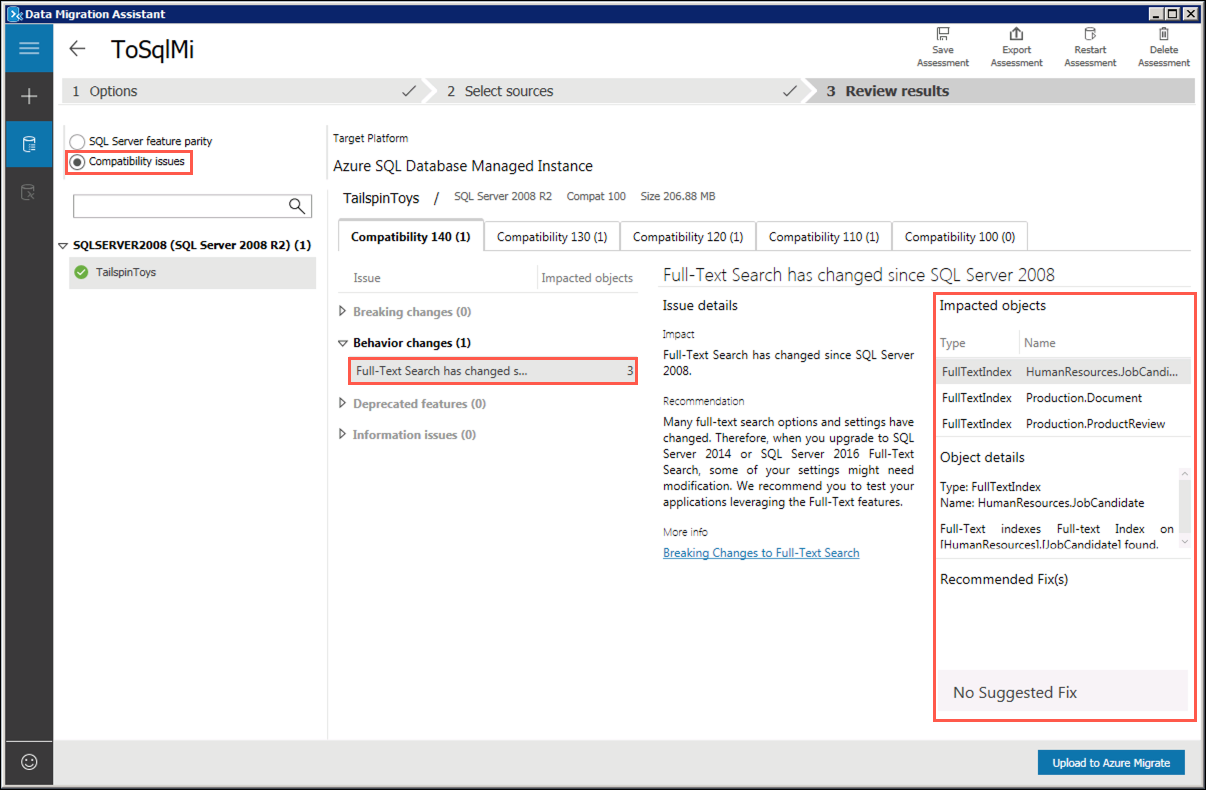 Data Migration Assistant
ToSqlMi
Save Assessment
Export Assessment
Restart Assessment
Delete Assessment
1 Options
2 Select sources
3 Review results
SQL Server feature parity
Compatibility issues
SQLSERVER2008 (SQL Server 2008 R2) (1)
TailspinToys
Target Platform
Azure SQL Database Managed Instance
TailspinToys / SQL Server 2008 R2 Compat 100 Size 206.88 MB
Compatibility 140 (1)
Compatibility 130 (1)
Compatibility 120 (1)
Compatibility 110 (1)
Compatibility 100 (0)
Issue
Impacted objects
Breaking changes (0)
Behavior changes (1)
Full-Text Search has changed s... 3
Deprecated features (0)
Information issues (0)
Full-Text Search has changed since SQL Server 2008
Issue details
Impact
Full-Text Search has changed since SQL Server
2008.
Recommendation
Many full-text search options and settings have
changed. Therefore, when you upgrade to SQL
Server 2014 or SQL Server 2016 Full-Text
Search, some of your settings might need
modification. We recommend you to test your
applications leveraging the Full-Text features.
More info
Breaking Changes to Full-Text Search
Impacted objects
Type Name
FullTextIndex HumanResources.JobCandi...
FullTextIndex Production.Document
FullTextIndex Production.ProductReview
Object details
Type: FullTextIndex
Name: HumanResources.JobCandidate
Full-Text indexes Full-text Index on
[HumanResources].[JobCandidate] found.
Recommended Fix(s)
No Suggested Fix
Upload to Azure Migrate